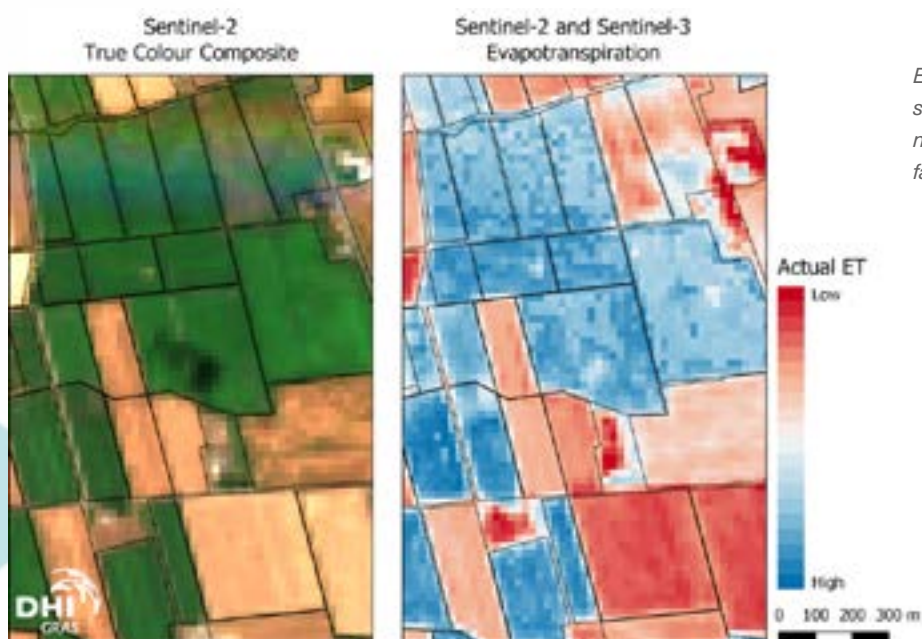 Sentinel-2
True Colour Composite
Sentinel-2 and Sentinel-3
Evapotranspiration
Actual ET
Low
High
0 100 200 300 m
DHI
GRAS